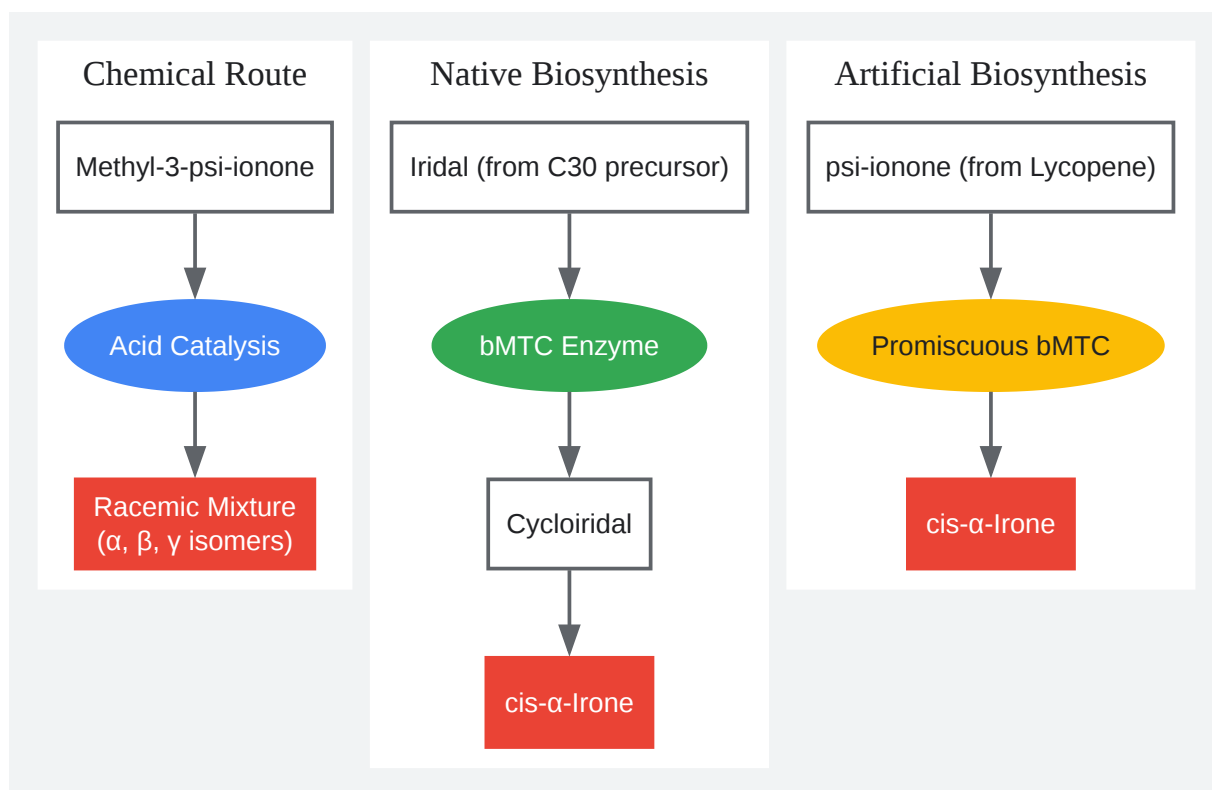 Chemical Route
Methyl-3-psi-ionone
Acid Catalysis
Racemic Mixture
(α, β, γ isomers)
Native Biosynthesis
Iridal (from C30 precursor)
bMTC Enzyme
Cycloiridal
cis-α-Irone
Artificial Biosynthesis
psi-ionone (from Lycopene)
Promiscuous bMTC
cis-α-Irone